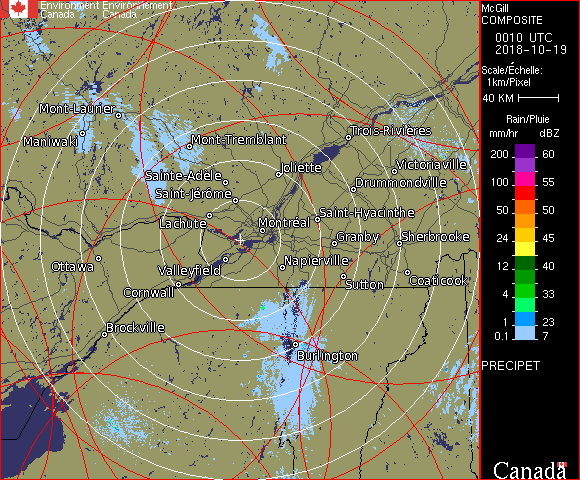 Environment Environnement
Canada Canada
McGill
COMPOSITE
0010 UTC
2018-10-19
Scale/Échelle:
1km/Pixel
40 KM
Rain/Pluie
mm/hr dBZ
200 60
150 57
100 55
50 50
24 45
12 40
4 33
1 23
0.1 7
PRECIPET
Canada
Mont-Laurier
Maniwaki
Mont-Tremblant
Trois-Rivières
Joliette
Victoriaville
Sainte-Adèle
Drummondville
Saint-Jérôme
Lachute
Montréal
Saint-Hyacinthe
Granby
Sherbrooke
Ottawa
Valleyfield
Napierville
Cornwall
Sutton
Coaticook
Brockville
Burlington